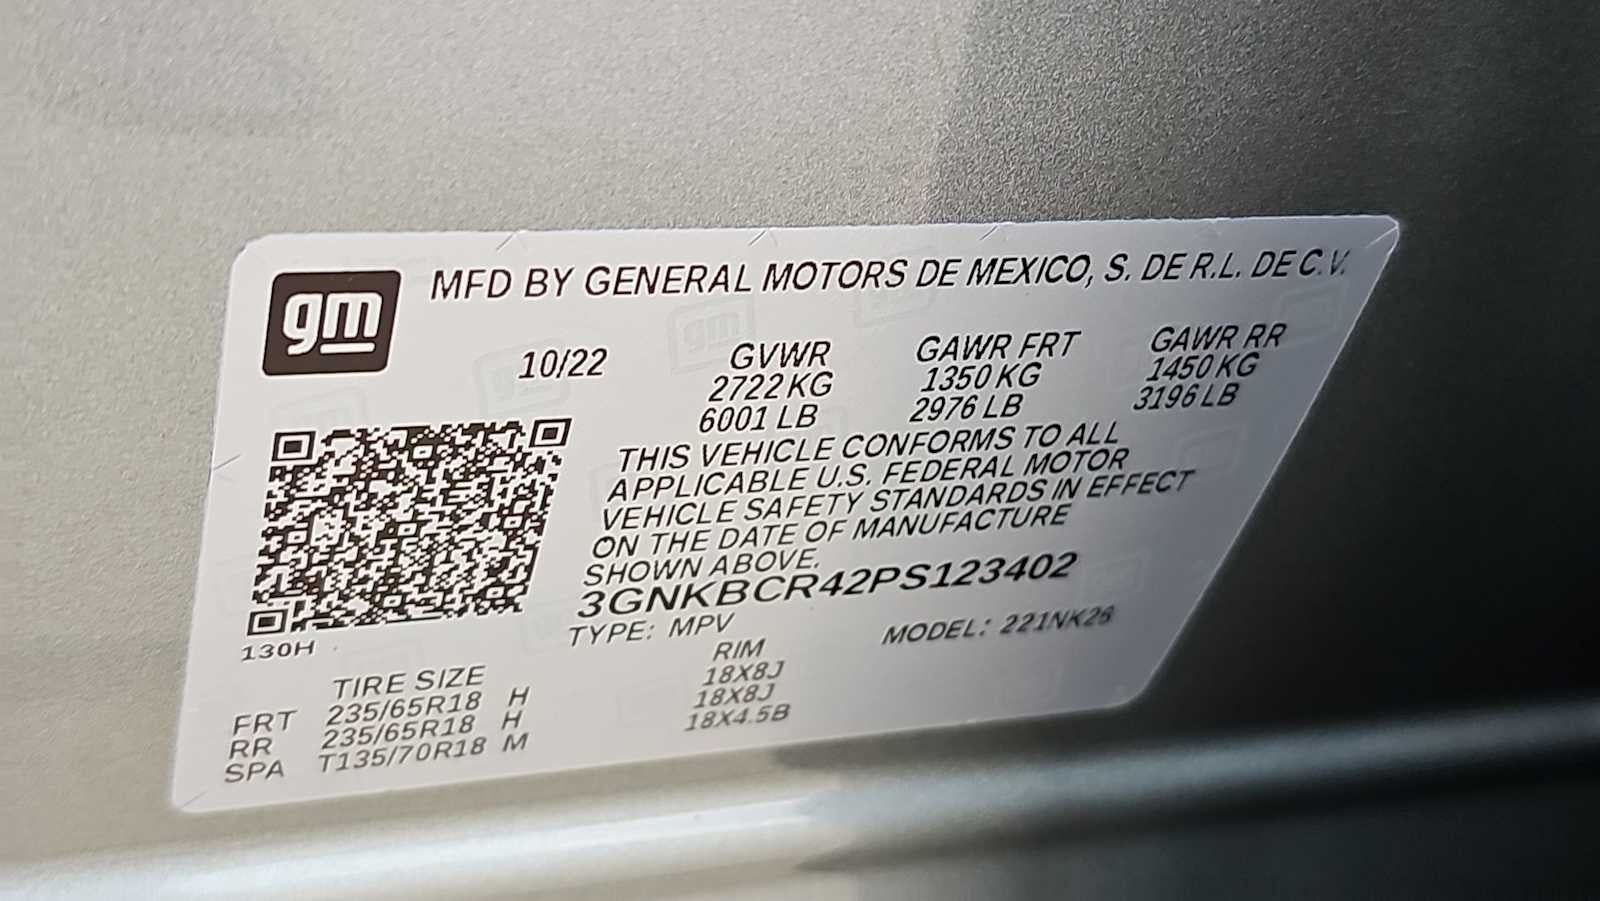 gm
MFD BY GENERAL MOTORS DE MEXICO, S. DE R.L. DE C.V.
10/22 GVWR GAWR FRT GAWR RR
2722 KG 1350 KG 1450 KG
6001 LB 2976 LB 3196 LB
THIS VEHICLE CONFORMS TO ALL
APPLICABLE U.S. FEDERAL MOTOR
VEHICLE SAFETY STANDARDS IN EFFECT
ON THE DATE OF MANUFACTURE
SHOWN ABOVE.
3GNKBCR42PS123402
TYPE: MPV MODEL: 221NK26
130H
TIRE SIZE RIM
FRT 235/65R18 H 18X8J
RR 235/65R18 H 18X8J
SPA T135/70R18 M 18X4.5B